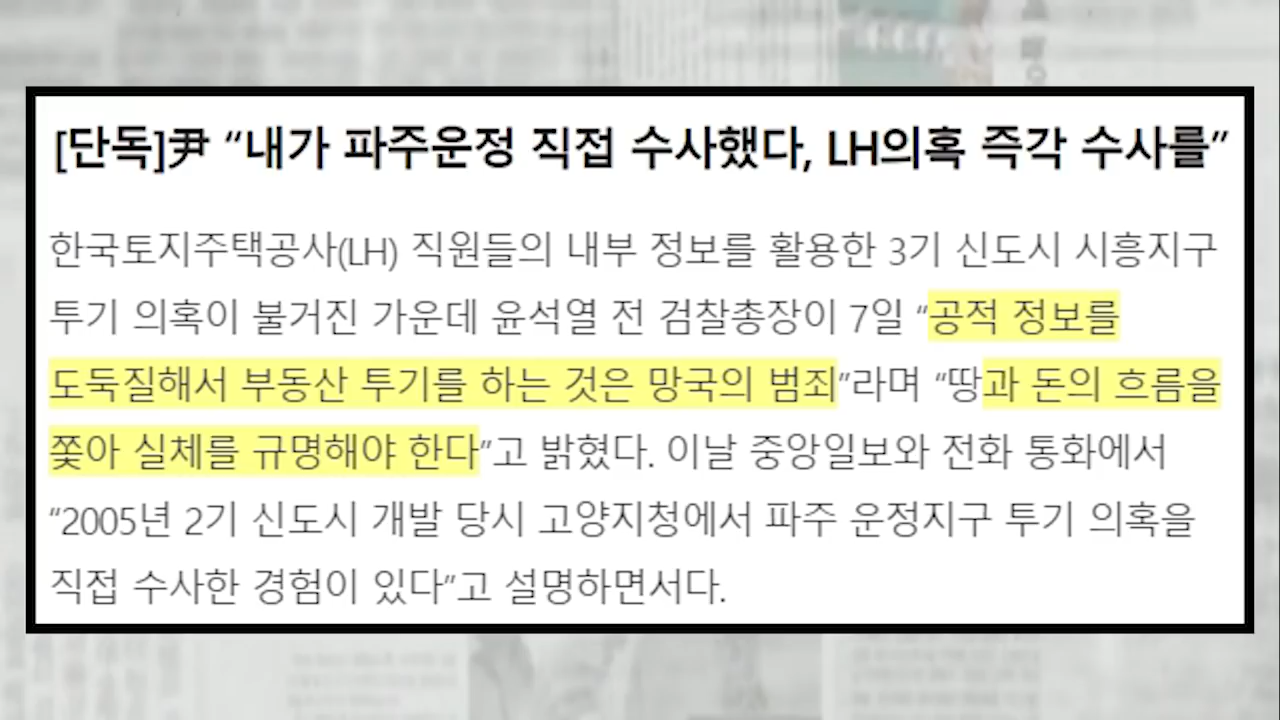 [단독]尹 “내가 파주운정 직접 수사했다, LH의혹 즉각 수사를”
한국토지주택공사(LH) 직원들의 내부 정보를 활용한 3기 신도시 시흥지구
투기 의혹이 불거진 가운데 윤석열 전 검찰총장이 7일 “공적 정보를
도둑질해서 부동산 투기를 하는 것은 망국의 범죄”라며 “땅과 돈의 흐름을
쫓아 실체를 규명해야 한다”고 밝혔다. 이날 중앙일보와 전화 통화에서
“2005년 2기 신도시 개발 당시 고양지청에서 파주 운정지구 투기 의혹을
직접 수사한 경험이 있다”고 설명하면서다.